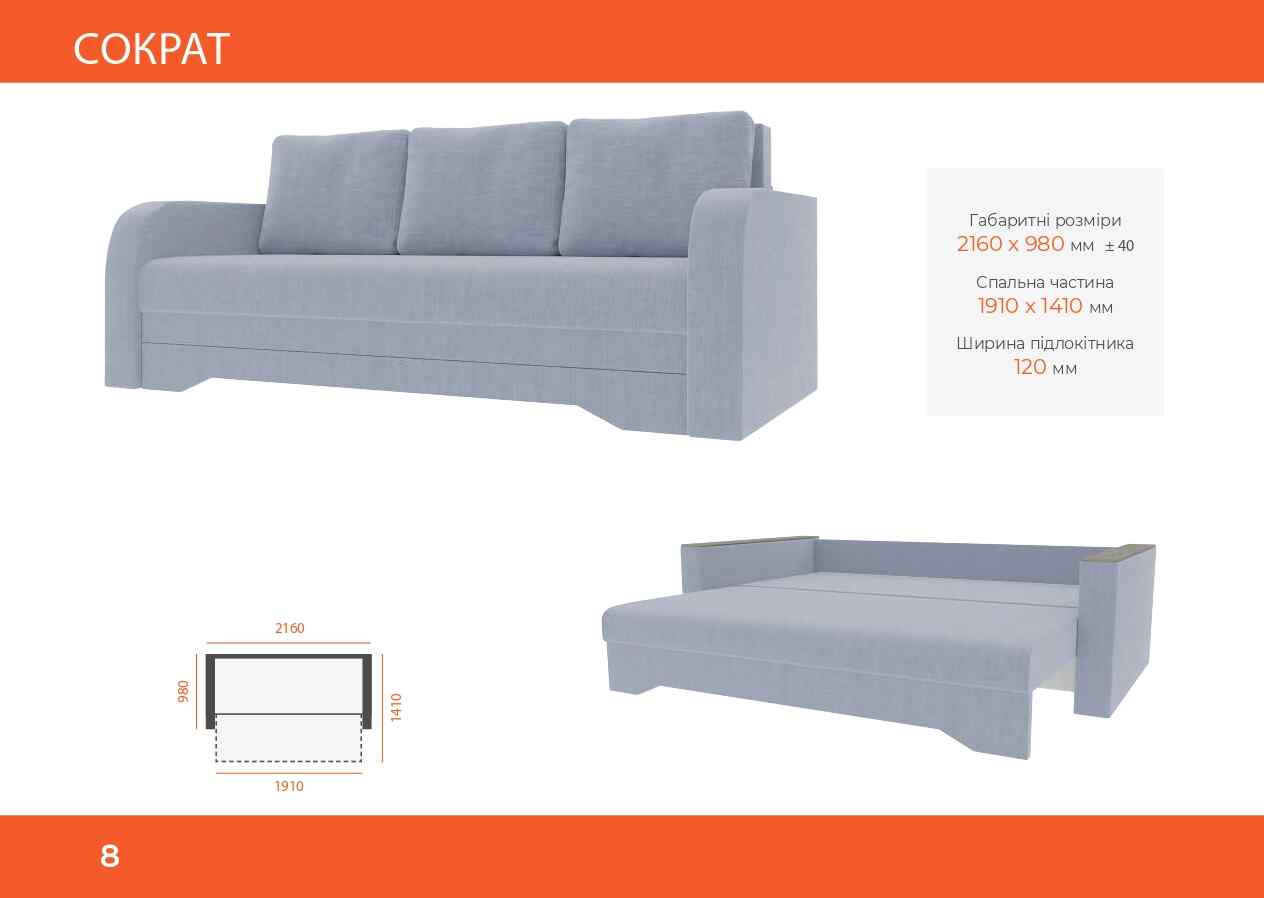 СОКРАТ
Габаритні розміри
2160 x 980 мм ± 40
Спальна частина
1910 x 1410 мм
Ширина підлокітника
120 мм
2160
980
1410
1910
8